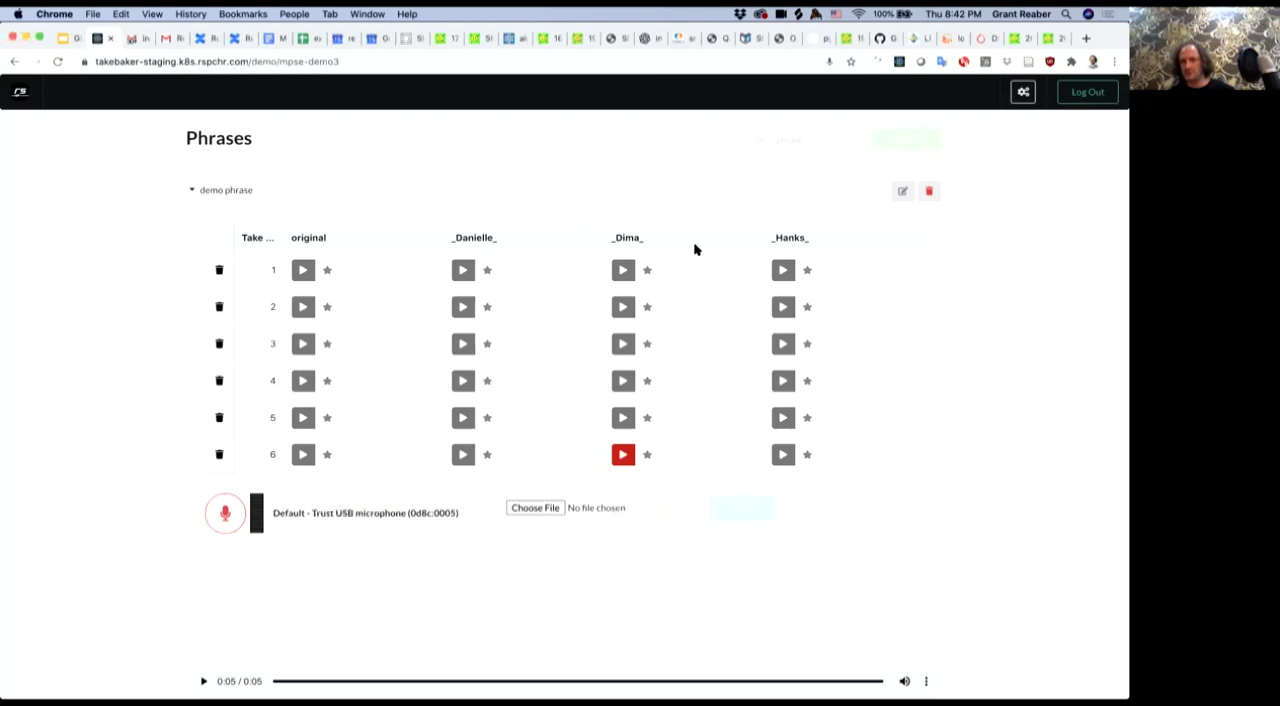 Chrome File Edit View History Bookmarks People Tab Window Help 100% Thu 8:42 PM Grant Reaber
takebaker-staging.k8s.rspchr.com/demo/mpse-demo3
rs Log Out
Phrases
demo phrase
Take ... original _Danielle_ _Dima_ _Hanks_
1
2
3
4
5
6
Default - Trust USB microphone (0d8c:0005) Choose File No file chosen
0:05 / 0:05